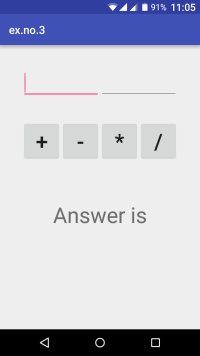 91% 11:05
ex.no.3
+ - * /
Answer is